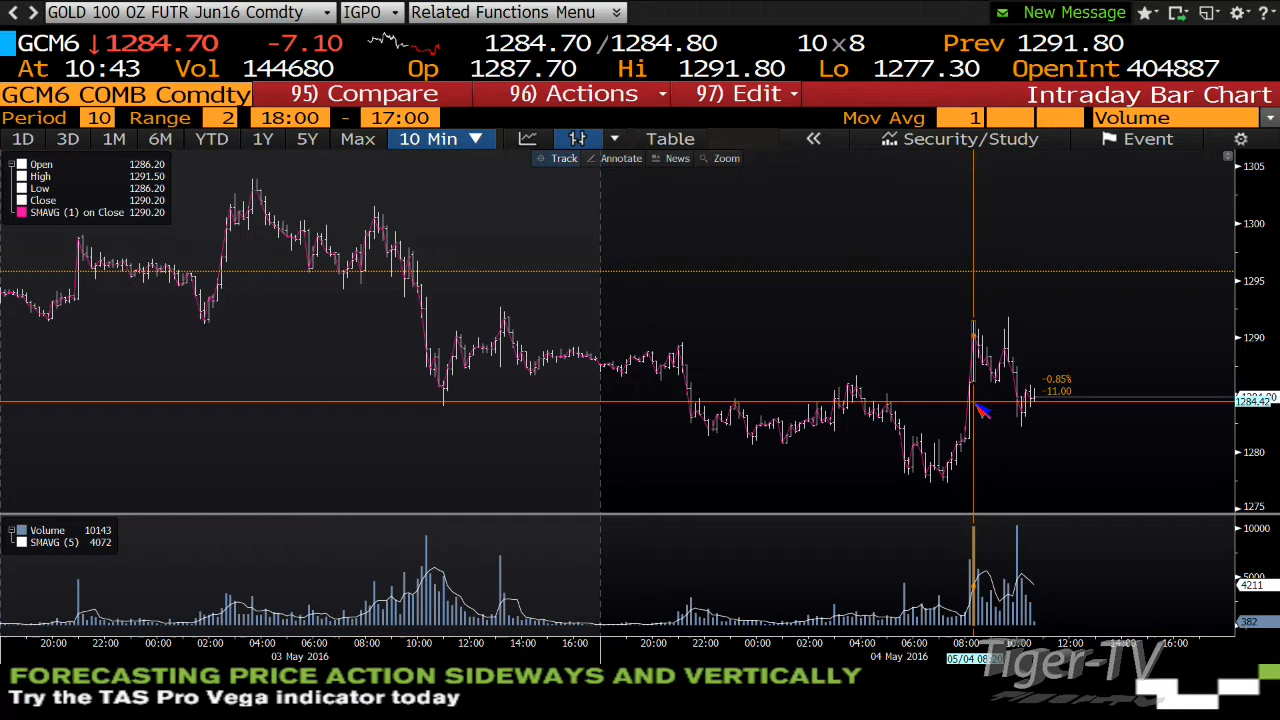 GOLD 100 OZ FUTR Jun16 Comdty IGPO Related Functions Menu New Message
GCM6 ↓1284.70 -7.10 1284.70/1284.80 10x8 Prev 1291.80
At 10:43 Vol 144680 Op 1287.70 Hi 1291.80 Lo 1277.30 OpenInt 404887
GCM6 COMB Comdty 95) Compare 96) Actions 97) Edit Intraday Bar Chart
Period 10 Range 2 18:00 - 17:00 Mov Avg 1 Volume
1D 3D 1M 6M YTD 1Y 5Y Max 10 Min Table Security/Study Event
Track Annotate News Zoom
Open 1286.20
High 1291.50
Low 1286.20
Close 1290.20
SMAVG (1) on Close 1290.20
1305
1300
1295
1290
-0.85%
-11.00
1284.42
1280
1275
Volume 10143
SMAVG (5) 4072
10000
5000
4211
382
20:00 22:00 00:00 02:00 04:00 06:00 08:00 10:00 12:00 14:00 16:00 20:00 22:00 00:00 02:00 04:00 06:00 08:00 10:00 12:00 14:00 16:00
03 May 2016 04 May 2016 05/04 08:20
Tiger-TV
FORECASTING PRICE ACTION SIDEWAYS AND VERTICALLY
Try the TAS Pro Vega indicator today